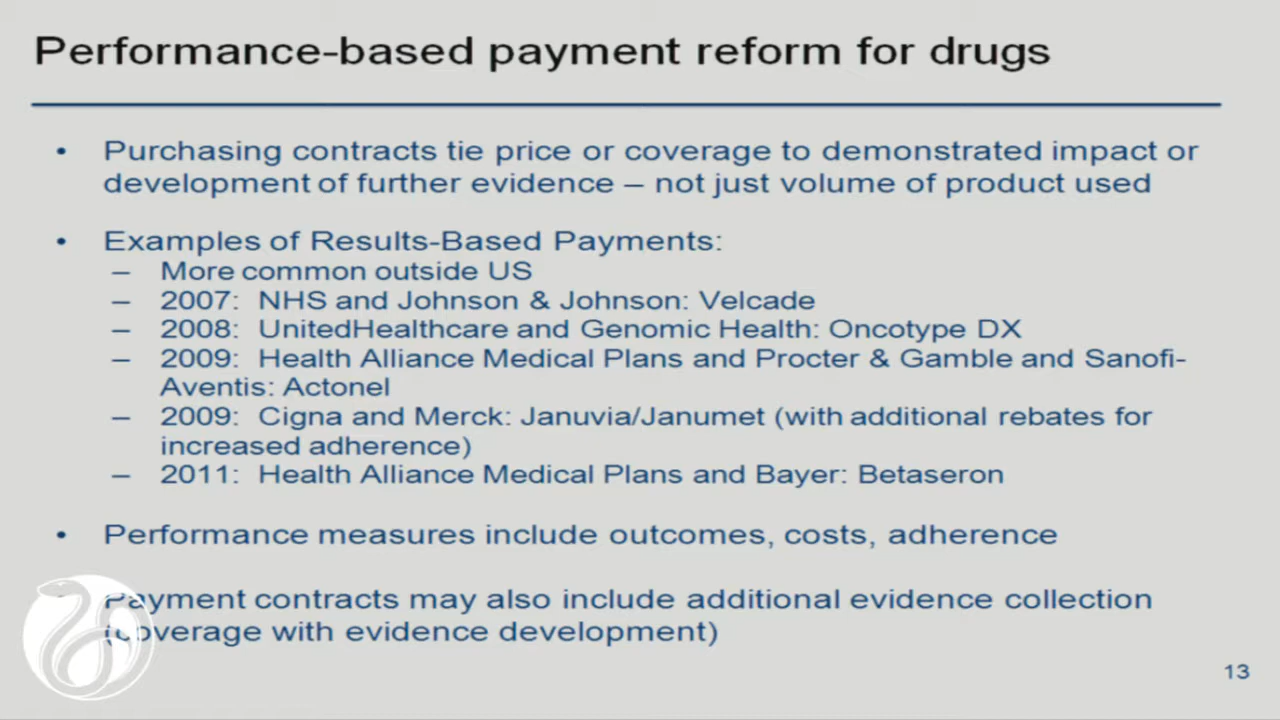 Performance-based payment reform for drugs
• Purchasing contracts tie price or coverage to demonstrated impact or
development of further evidence – not just volume of product used
• Examples of Results-Based Payments:
– More common outside US
– 2007: NHS and Johnson & Johnson: Velcade
– 2008: UnitedHealthcare and Genomic Health: Oncotype DX
– 2009: Health Alliance Medical Plans and Procter & Gamble and Sanofi-
Aventis: Actonel
– 2009: Cigna and Merck: Januvia/Janumet (with additional rebates for
increased adherence)
– 2011: Health Alliance Medical Plans and Bayer: Betaseron
• Performance measures include outcomes, costs, adherence
• Payment contracts may also include additional evidence collection
(coverage with evidence development)
13